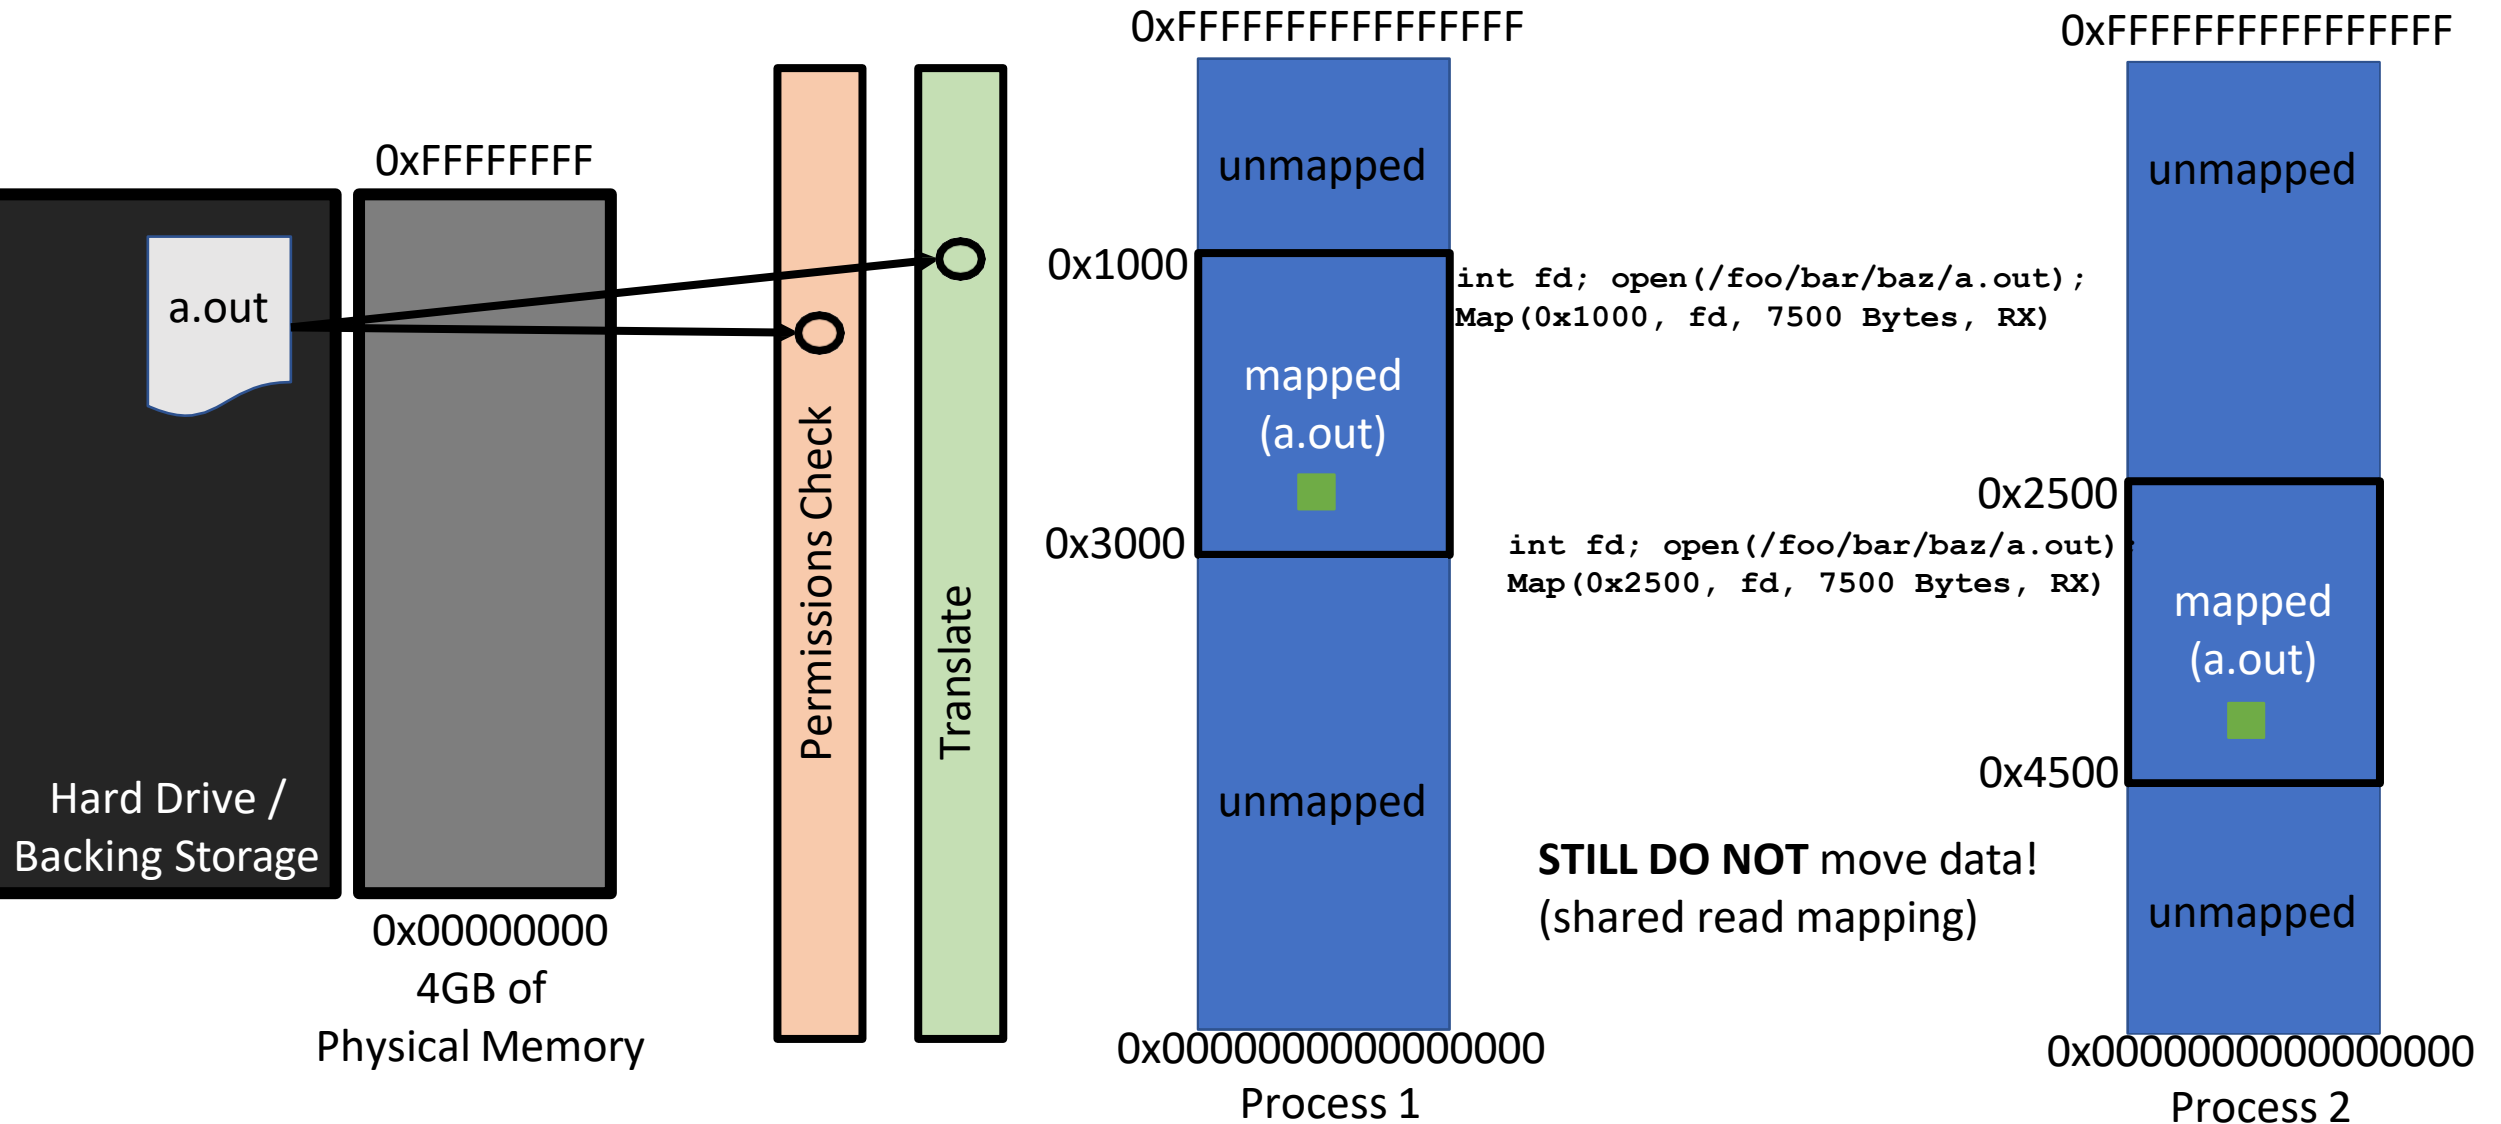 0xFFFFFFFF
a.out
Hard Drive /
Backing Storage
0x00000000
4GB of
Physical Memory
Permissions Check
Translate
0xFFFFFFFFFFFFFFFF
unmapped
0x1000
mapped
(a.out)
0x3000
unmapped
0x0000000000000000
Process 1
int fd; open(/foo/bar/baz/a.out);
Map(0x1000, fd, 7500 Bytes, RX)
int fd; open(/foo/bar/baz/a.out);
Map(0x2500, fd, 7500 Bytes, RX)
STILL DO NOT move data!
(shared read mapping)
0xFFFFFFFFFFFFFFFF
unmapped
0x2500
mapped
(a.out)
0x4500
unmapped
0x0000000000000000
Process 2